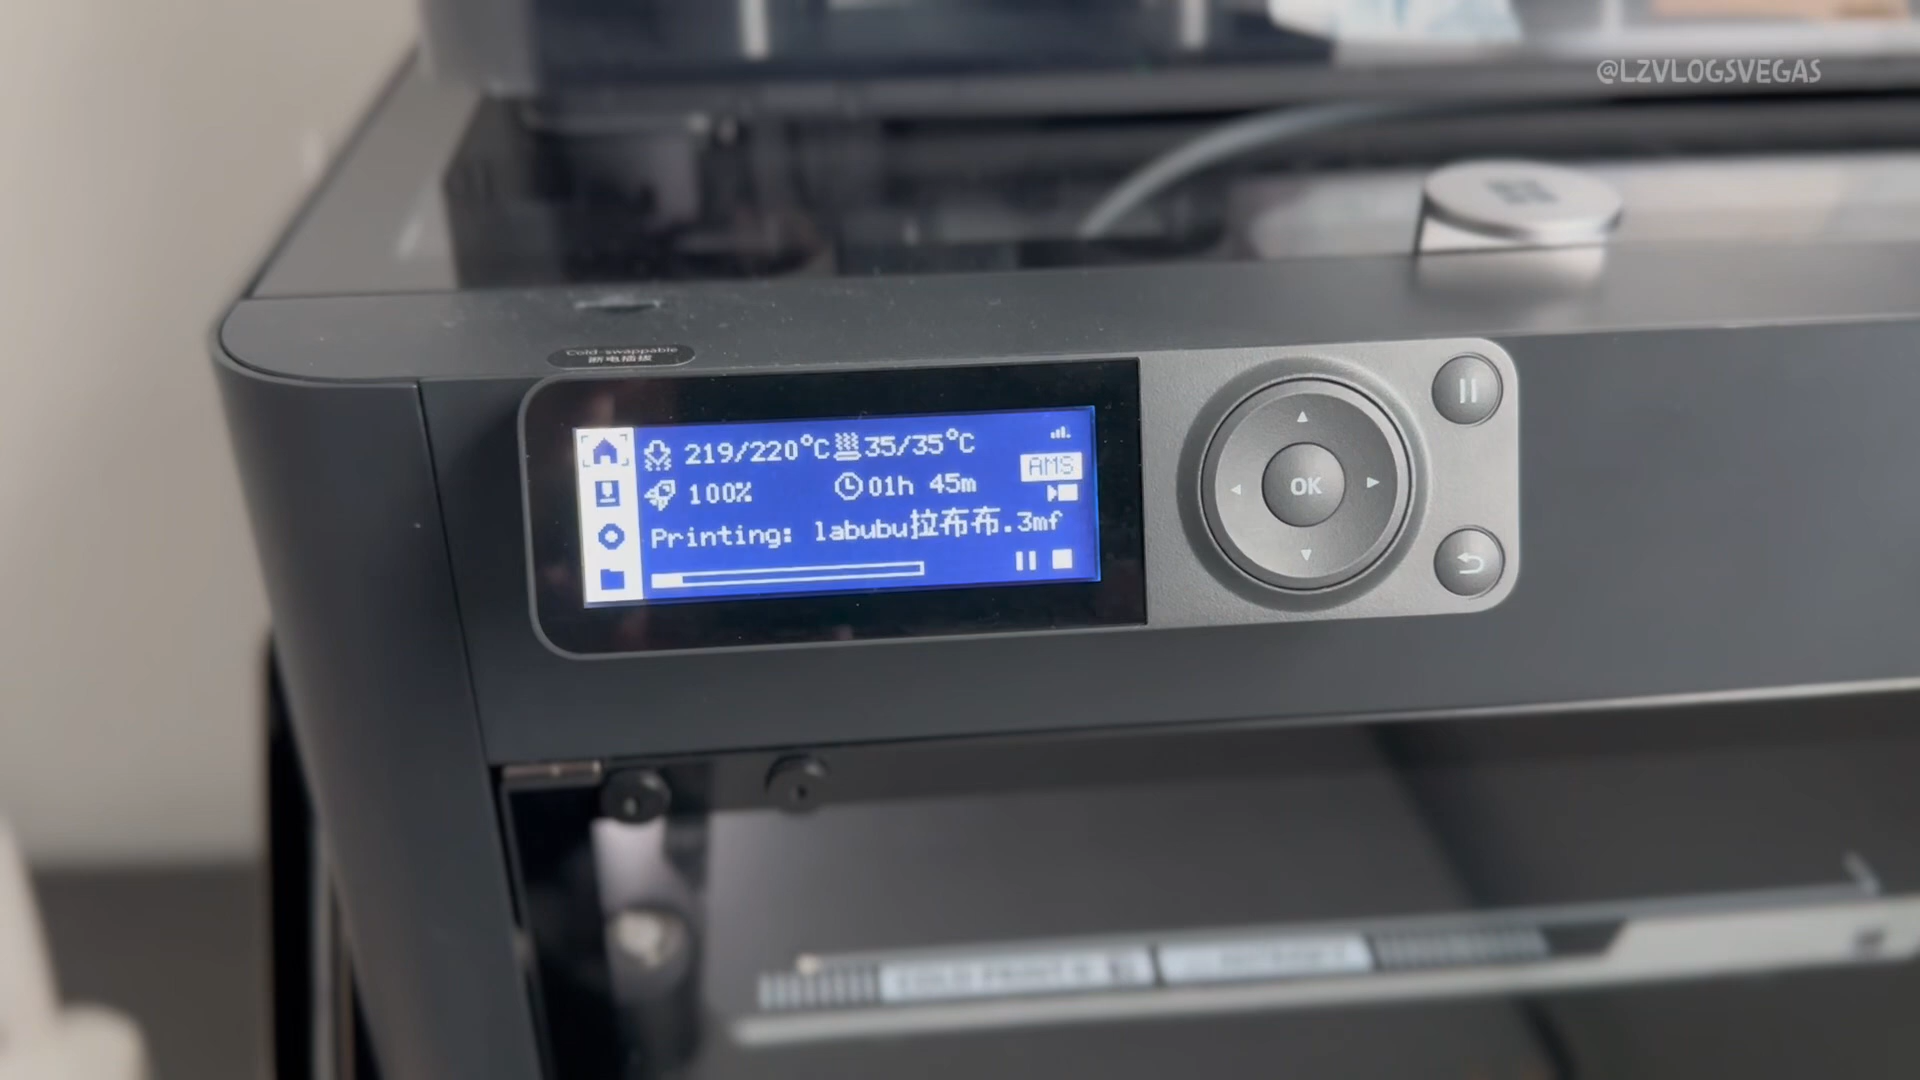 @LZVLOGSVEGAS
Cold-swappable
断电插拔
219/220°C 35/35°C
AMS
100% 01h 45m
Printing: labubu拉布布.3mf
OK